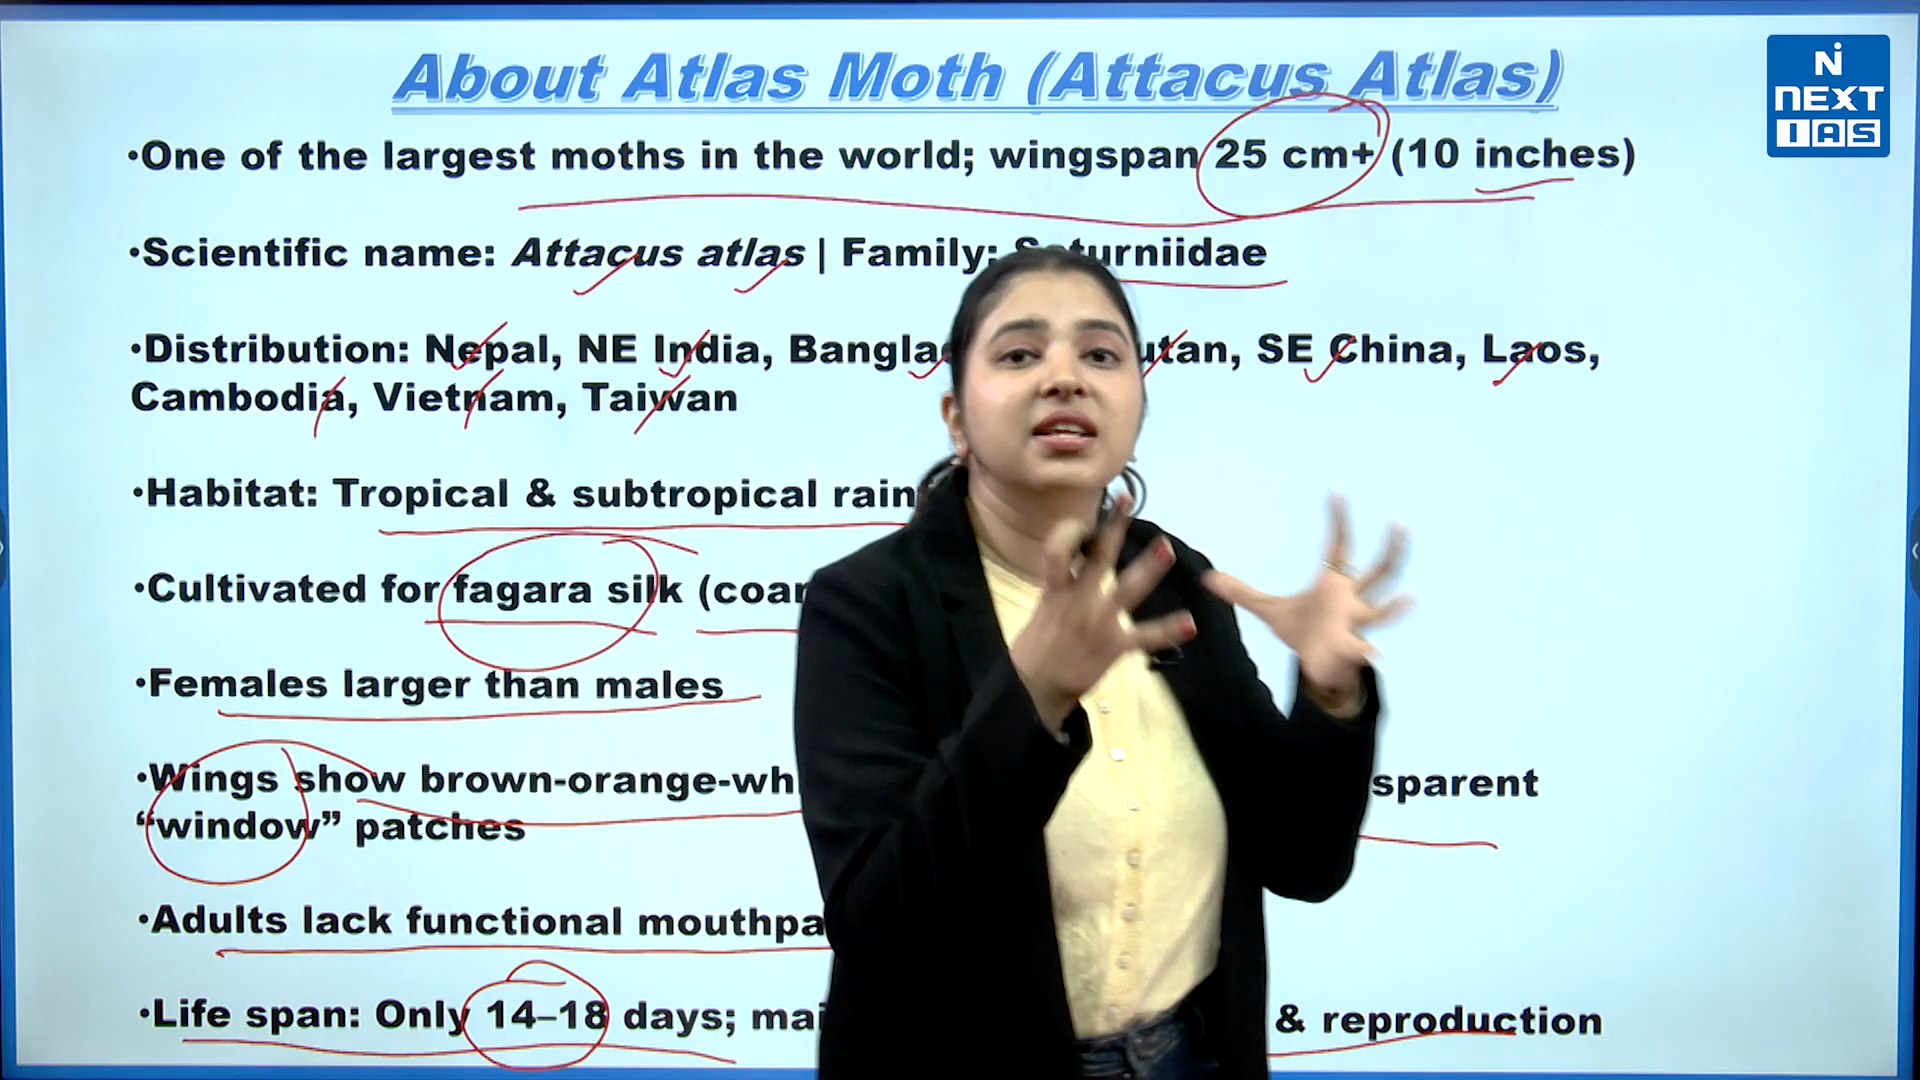 About Atlas Moth (Attacus Atlas)
N
NEXT
IAS
•One of the largest moths in the world; wingspan 25 cm+ (10 inches)
•Scientific name: Attacus atlas | Family: Saturniidae
•Distribution: Nepal, NE India, SE China, Laos,
Cambodia, Vietnam, Taiwan
•Habitat: Tropical & subtropical
•Cultivated for fagara silk
•Females larger than males
•Wings show
“window” patches
•Adults lack functional
•Life span: Only 14–18 days; & reproduction